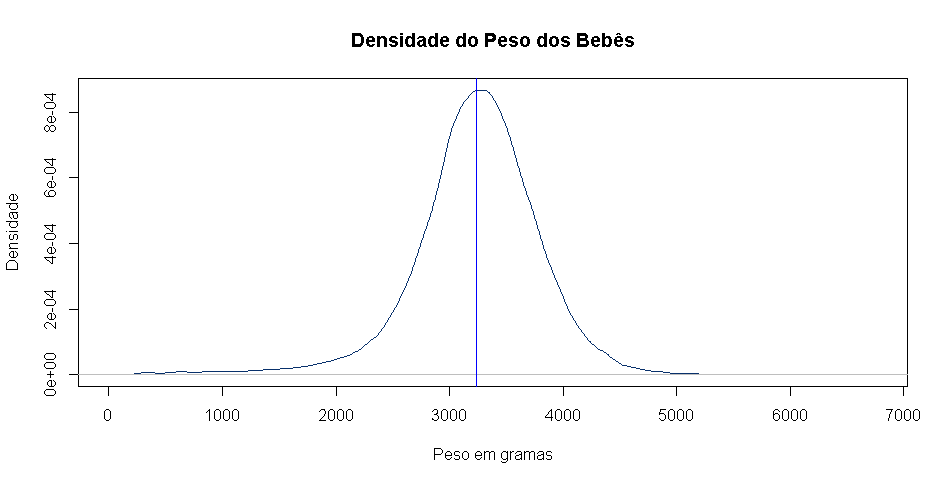 Densidade do Peso dos Bebês
Densidade
8e-04
6e-04
4e-04
2e-04
0e+00
0 1000 2000 3000 4000 5000 6000 7000
Peso em gramas